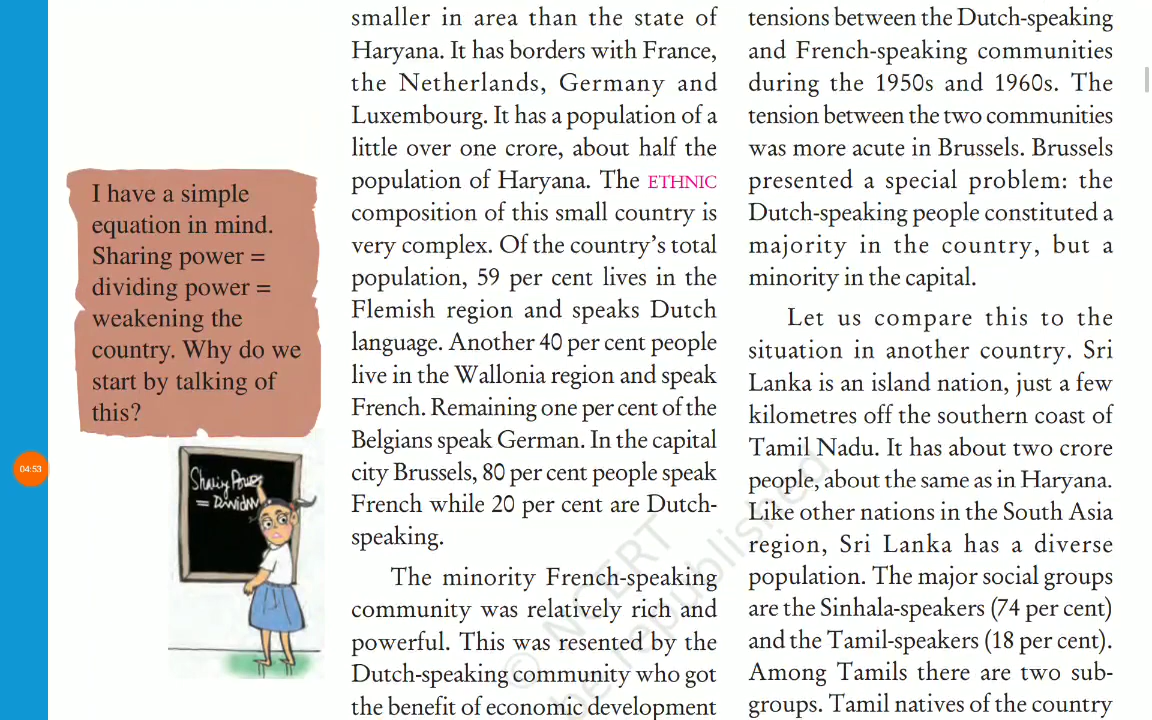 I have a simple
equation in mind.
Sharing power =
dividing power =
weakening the
country. Why do we
start by talking of
this?
04:53
Sharing Power
= Dividin
smaller in area than the state of
Haryana. It has borders with France,
the Netherlands, Germany and
Luxembourg. It has a population of a
little over one crore, about half the
population of Haryana. The ETHNIC
composition of this small country is
very complex. Of the country’s total
population, 59 per cent lives in the
Flemish region and speaks Dutch
language. Another 40 per cent people
live in the Wallonia region and speak
French. Remaining one per cent of the
Belgians speak German. In the capital
city Brussels, 80 per cent people speak
French while 20 per cent are Dutch-
speaking.
The minority French-speaking
community was relatively rich and
powerful. This was resented by the
Dutch-speaking community who got
the benefit of economic development
tensions between the Dutch-speaking
and French-speaking communities
during the 1950s and 1960s. The
tension between the two communities
was more acute in Brussels. Brussels
presented a special problem: the
Dutch-speaking people constituted a
majority in the country, but a
minority in the capital.
Let us compare this to the
situation in another country. Sri
Lanka is an island nation, just a few
kilometres off the southern coast of
Tamil Nadu. It has about two crore
people, about the same as in Haryana.
Like other nations in the South Asia
region, Sri Lanka has a diverse
population. The major social groups
are the Sinhala-speakers (74 per cent)
and the Tamil-speakers (18 per cent).
Among Tamils there are two sub-
groups. Tamil natives of the country
© NCERT
be republished